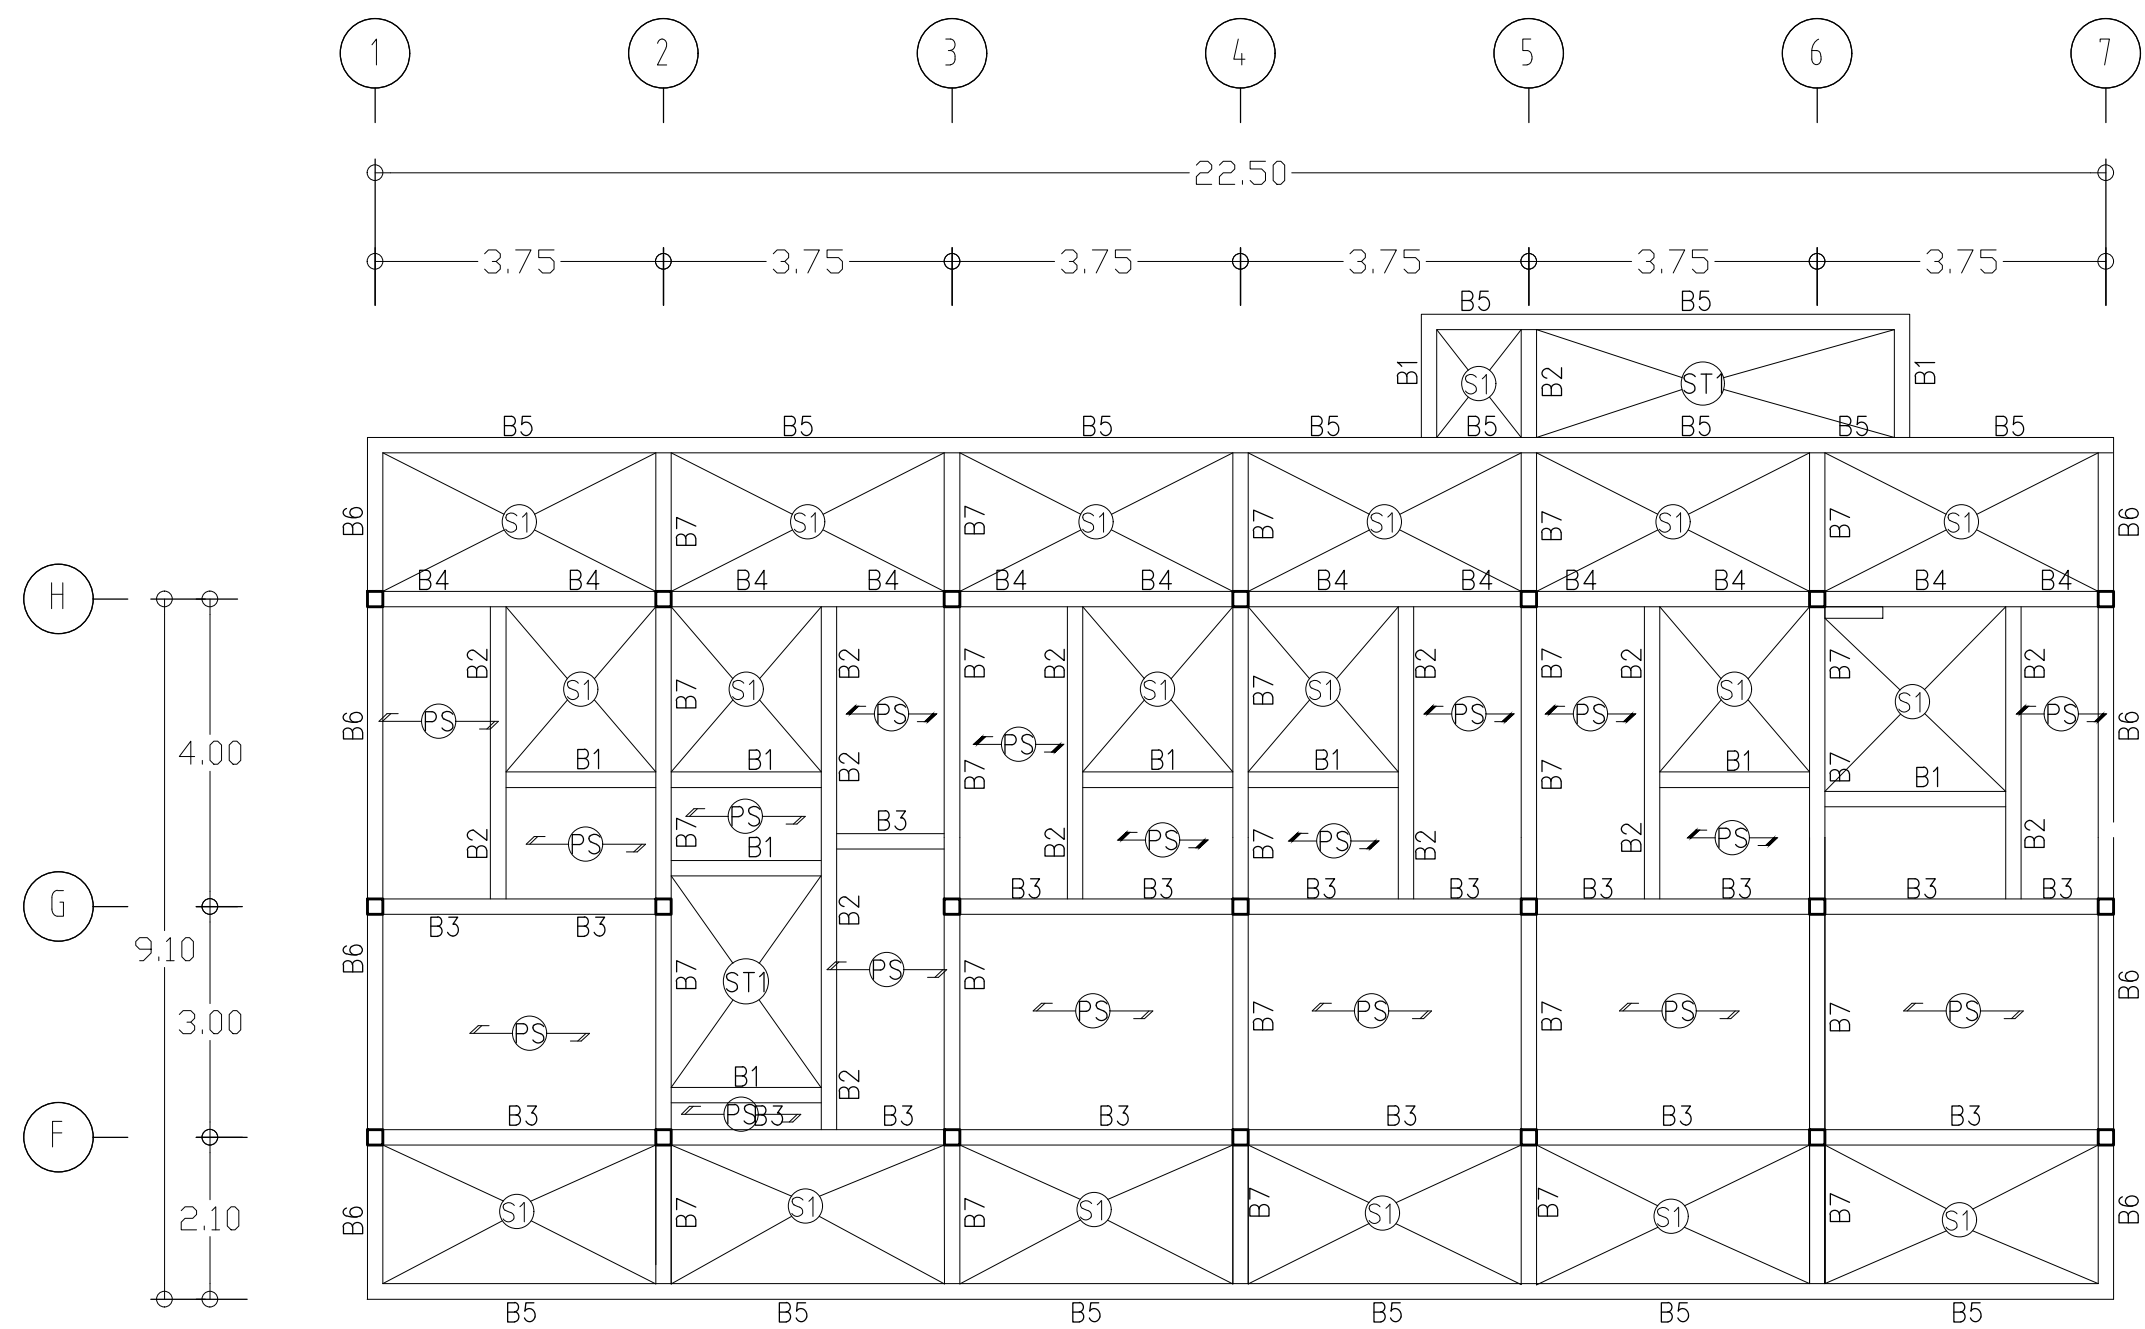 1 2 3 4 5 6 7
22.50
3.75 3.75 3.75 3.75 3.75 3.75
B5 B5
B1 S1 B2 ST1 B1
B5 B5 B5 B5 B5 B5 B5 B5
B6 S1 B7 S1 B7 S1 B7 S1 B7 S1 B7 S1 B6
B4 B4 B4 B4 B4 B4 B4 B4 B4 B4 B4 B4
H
B2 B2 B7 B2 B2 B7 B2 B7 B2
S1 B7 S1 S1 B7 S1 S1 S1
B6 PS PS PS PS PS PS B6
4.00
PS
B1 B1 B2 B7 B1 B1 B7 B1 B7 B1
PS B7 PS B3
B2 PS B1 B2 PS B7 PS B2 B2 PS B2
B3 B3 B3 B3 B3 B3 B3 B3
G
B3 B3 B2
9.10
B6 B7 ST1 PS B7 B6
3.00
PS PS B7 PS B7 PS B7 PS
PS
B1 B2
B3 PS B3 B3 B3 B3 B3 B3
F
B6 S1 B7 S1 B7 S1 B7 S1 B7 S1 B7 S1 B6
2.10
B5 B5 B5 B5 B5 B5